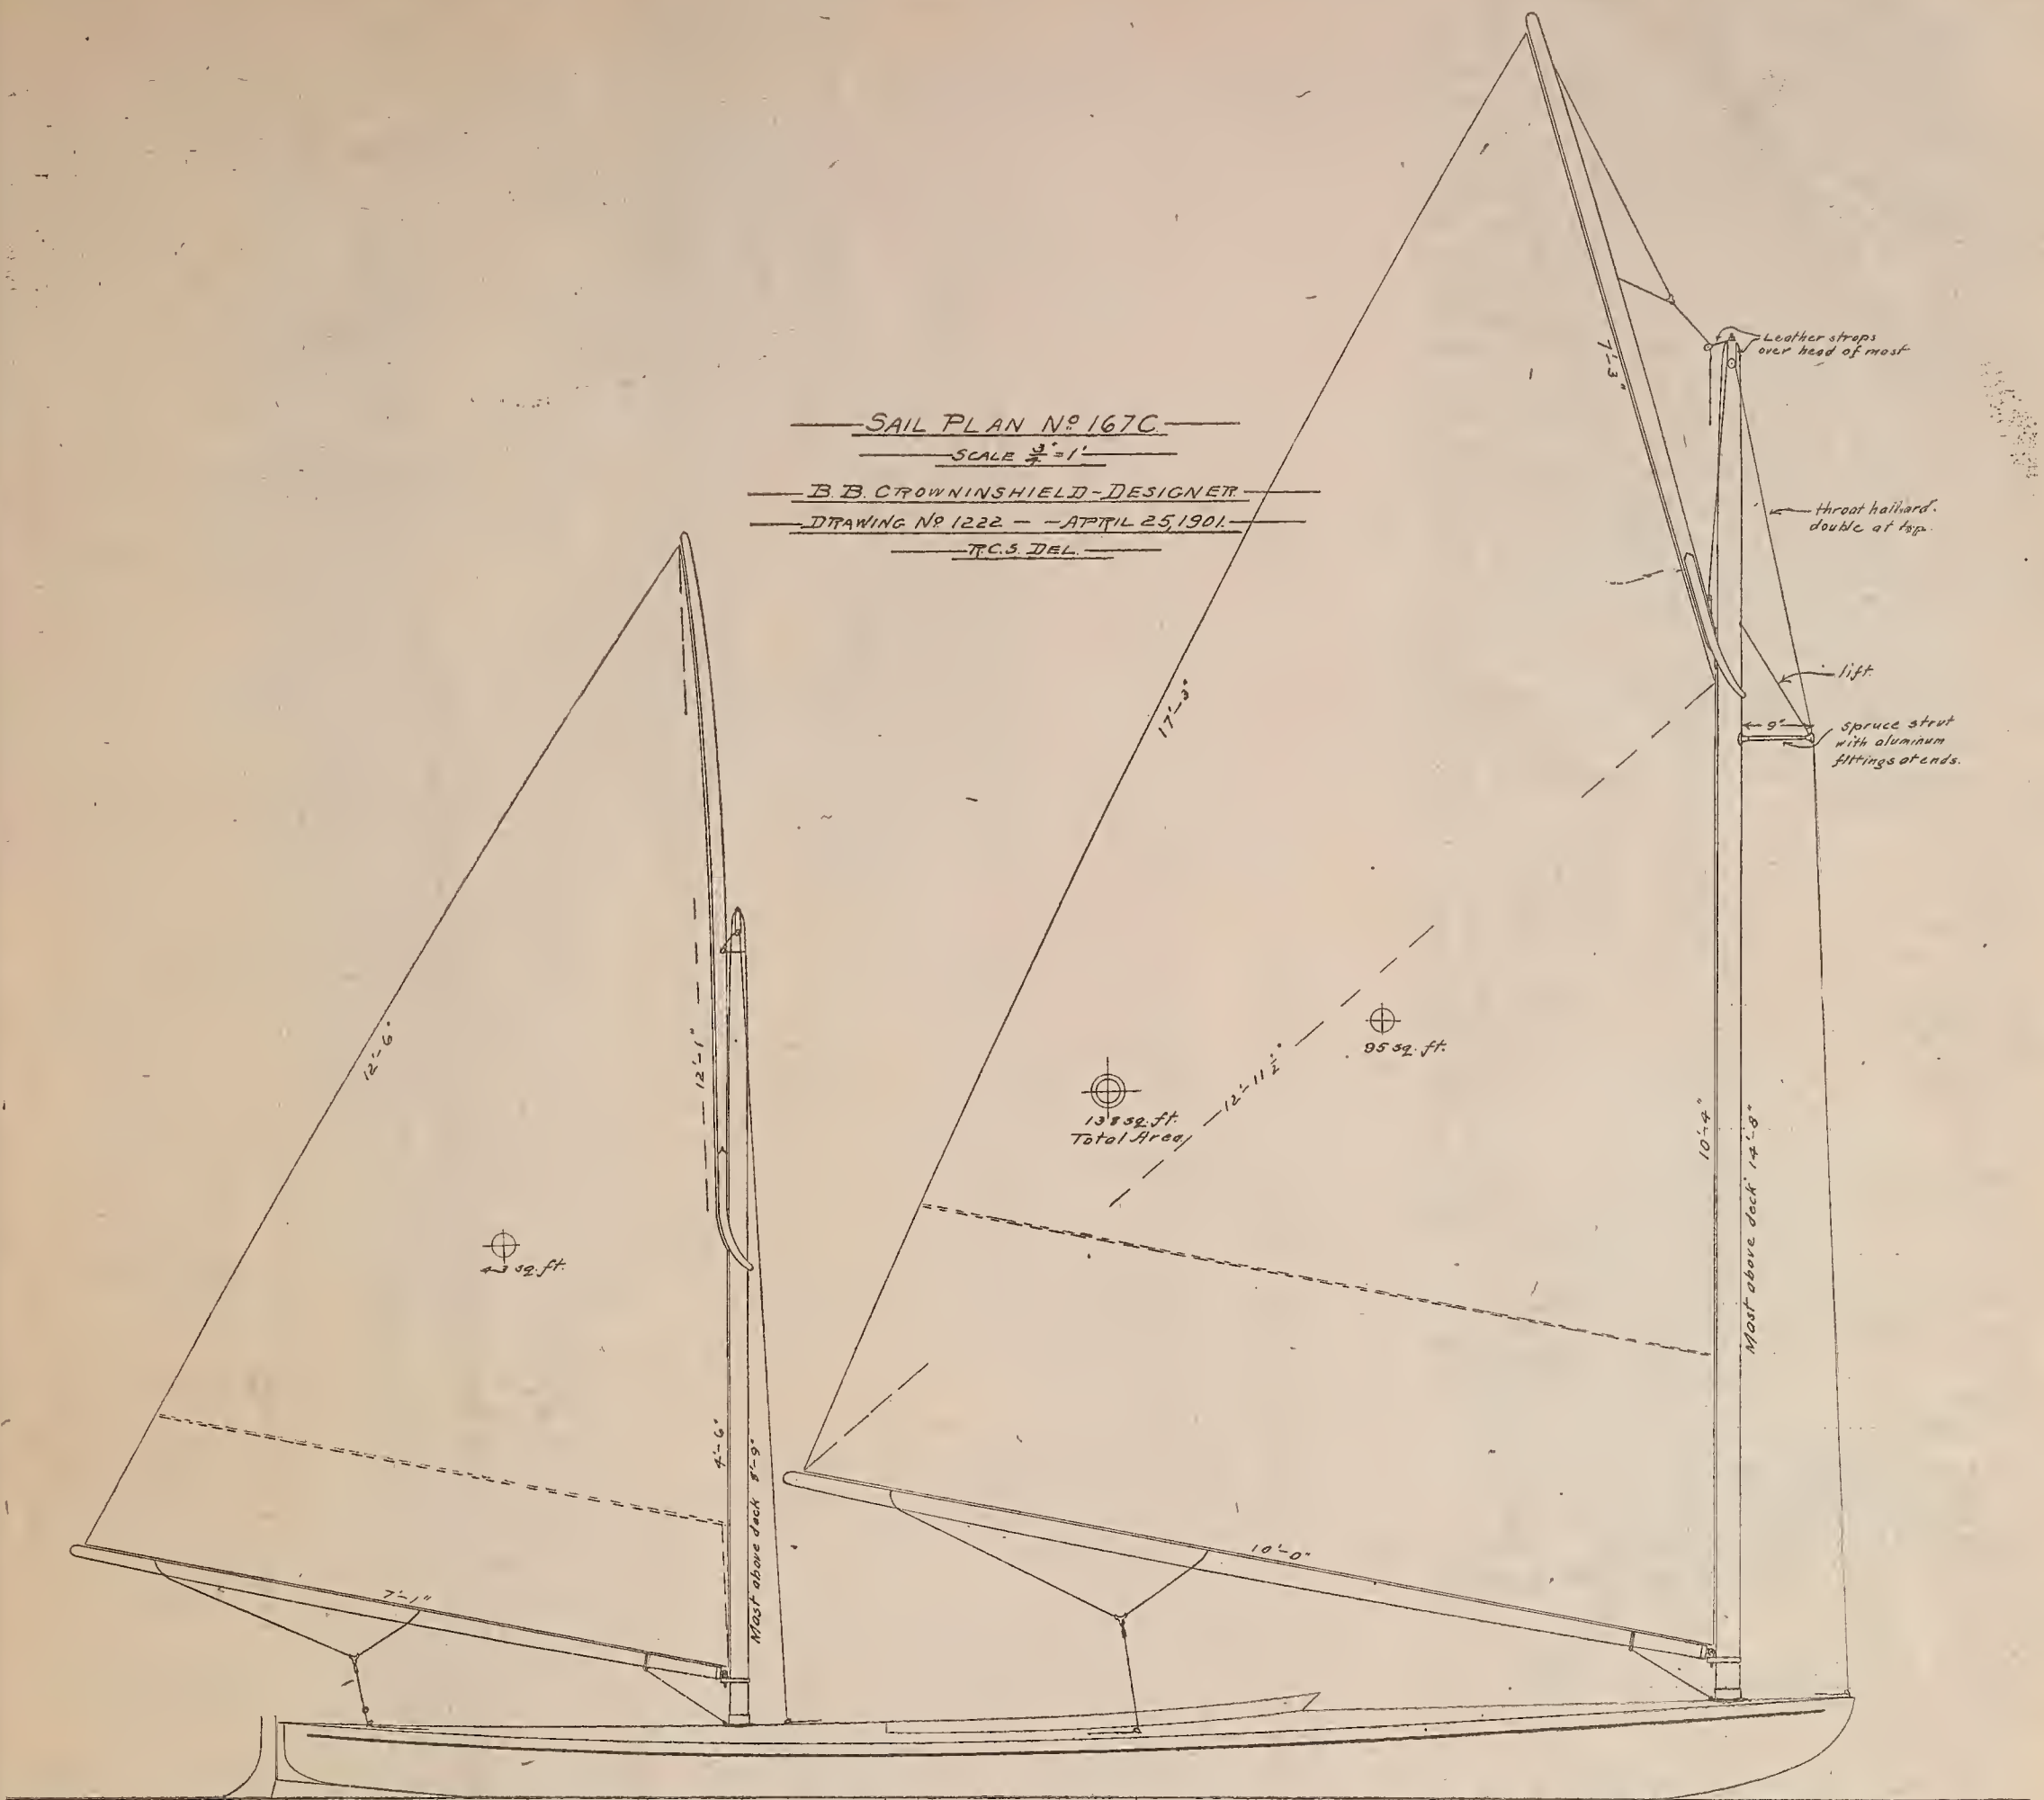 SAIL PLAN Nº 167C.
SCALE 3/4" = 1'
B. B. CROWNINSHIELD - DESIGNER.
DRAWING Nº 1222 - - APRIL 25, 1901.
R.C.S. DEL.
Leather straps
over head of mast
7'-3"
throat halliard.
double at top.
lift.
9"
Spruce strut
with aluminum
fittings at ends.
17'-3"
12'-6"
12'-1"
95 sq. ft.
12'-11 1/2"
138 sq. ft.
Total Area
10'-4"
Mast above deck 14'-8"
43 sq. ft.
4'-6"
Mast above deck 8'-9"
10'-0"
7'-1"